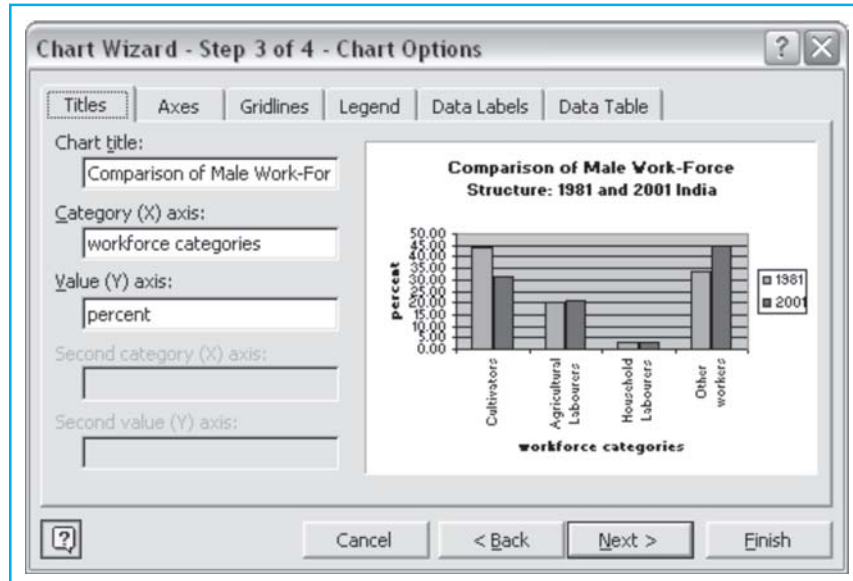 Chart Wizard - Step 3 of 4 - Chart Options
Titles
Axes
Gridlines
Legend
Data Labels
Data Table
Chart title:
Comparison of Male Work-For
Category (X) axis:
workforce categories
Value (Y) axis:
percent
Second category (X) axis:
Second value (Y) axis:
Comparison of Male Work-Force
Structure: 1981 and 2001 India
percent
50.00
45.00
40.00
35.00
30.00
25.00
20.00
15.00
10.00
5.00
0.00
Cultivators
Agricultural
Labourers
Household
Labourers
Other
workers
workforce categories
1981
2001
Cancel
< Back
Next >
Finish